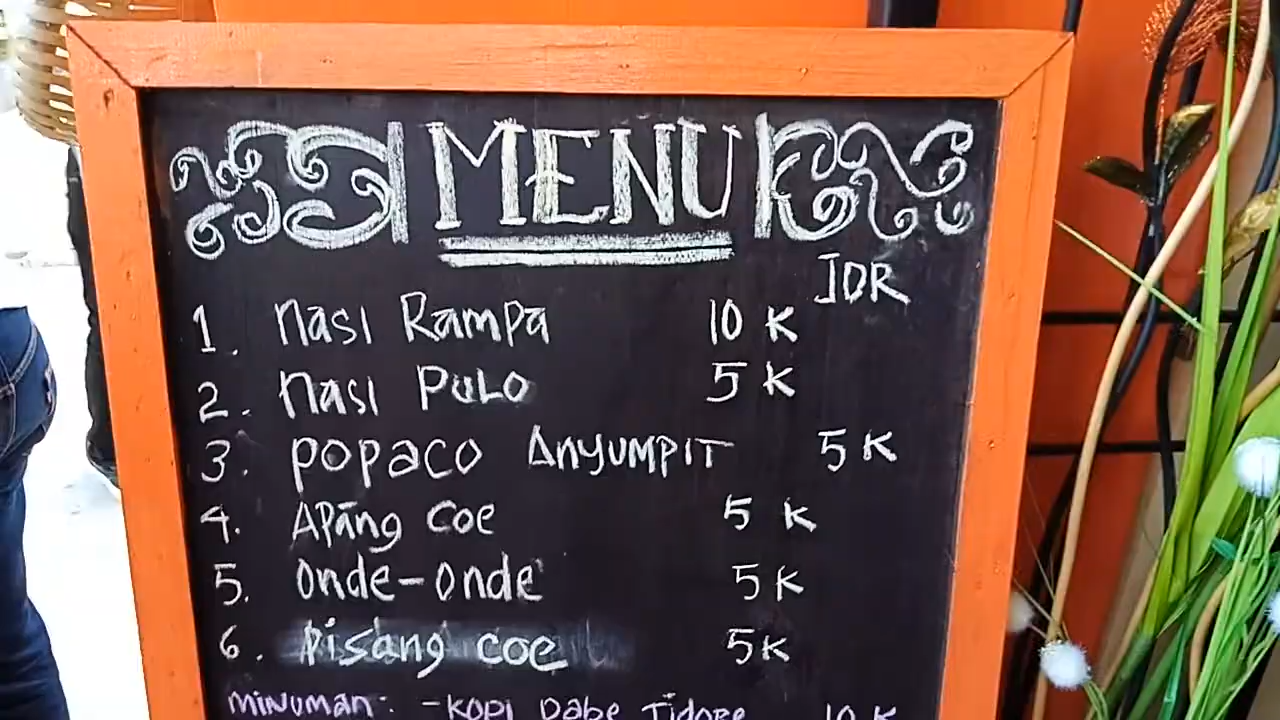 MENU
IDR
1. Nasi Rampa 10 K
2. Nasi PULO 5 K
3. POPACO ANYUMPIT 5 K
4. Apang Coe 5 K
5. Onde-Onde 5 K
6. Pisang Coe 5K
MINUMAN: - KOPI Dabe Tidore 10 K